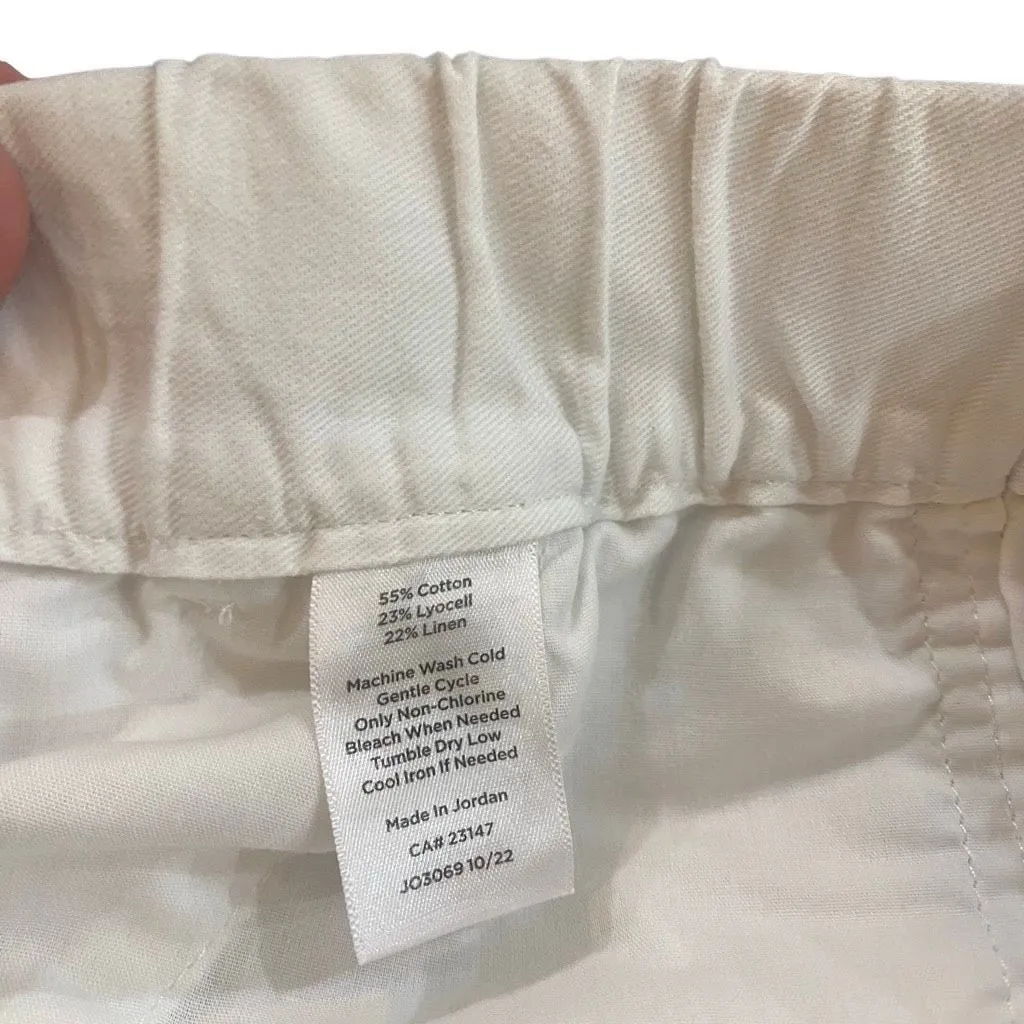 55% Cotton
23% Lyocell
22% Linen
Machine Wash Cold
Gentle Cycle
Only Non-Chlorine
Bleach When Needed
Tumble Dry Low
Cool Iron If Needed
Made In Jordan
CA# 23147
JO3069 10/22